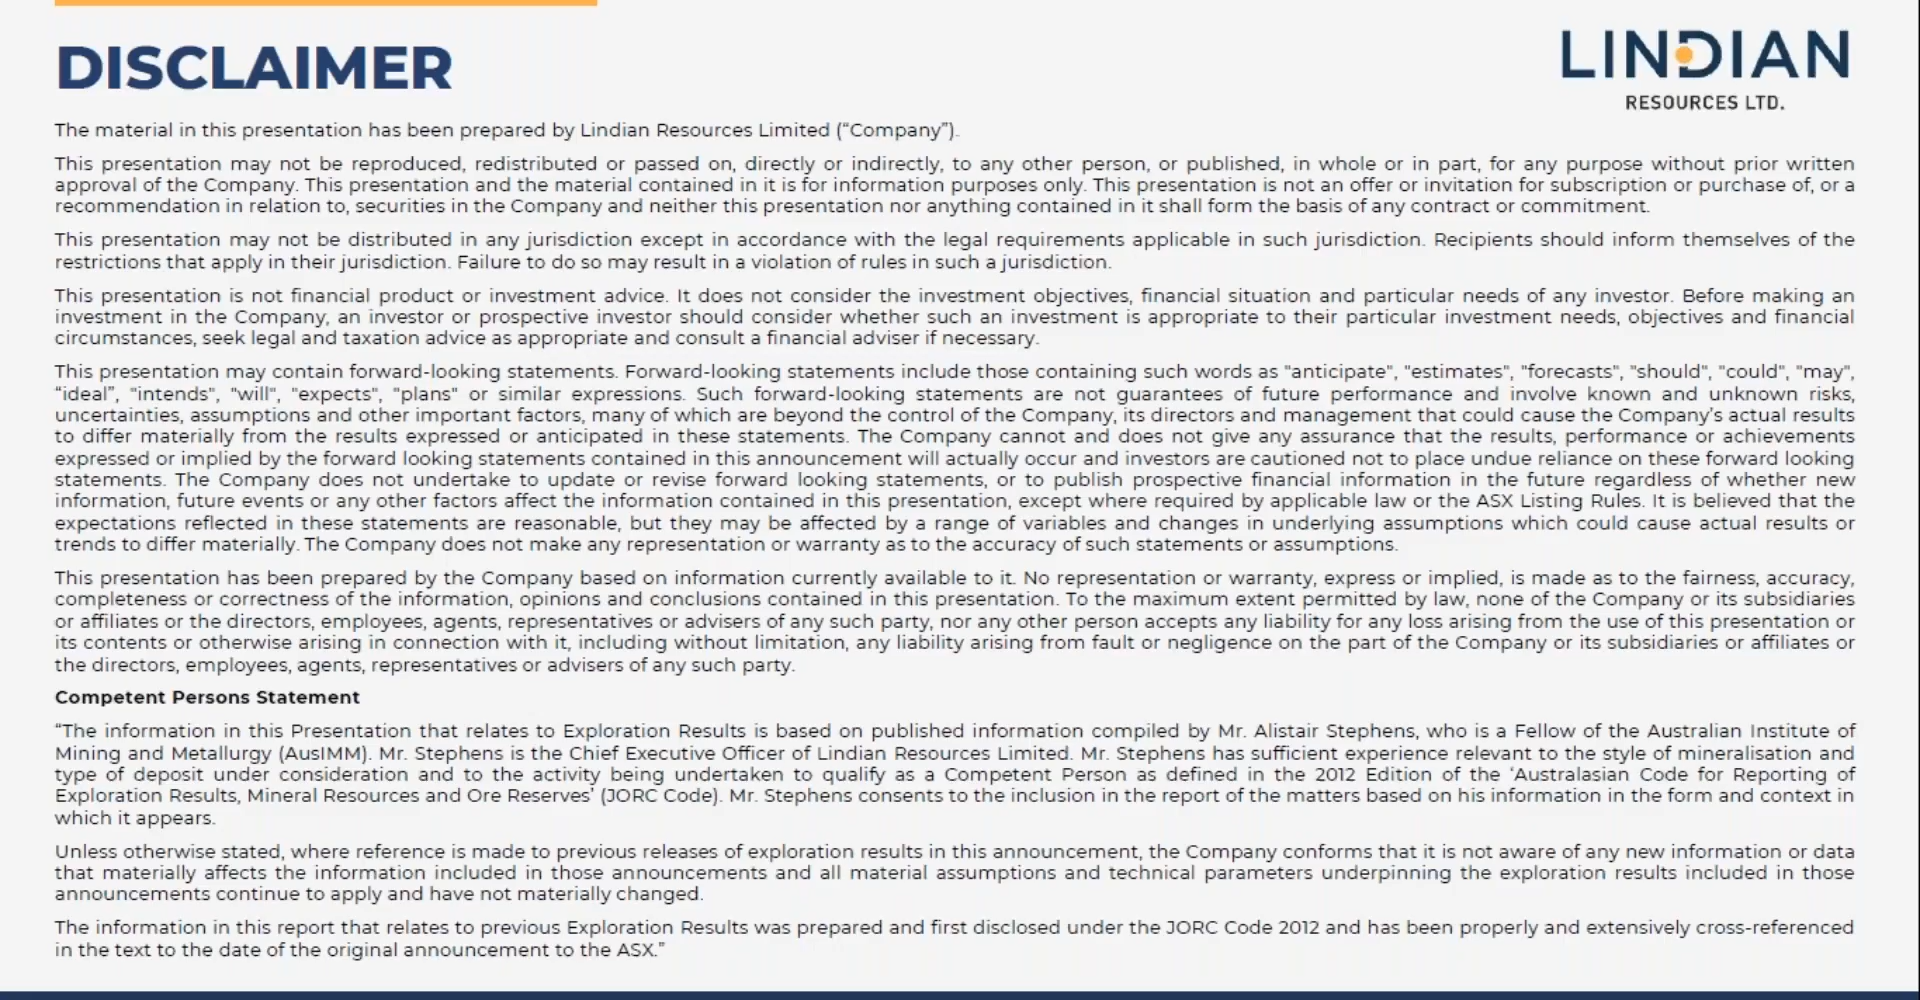 DISCLAIMER
LINDIAN
RESOURCES LTD.
The material in this presentation has been prepared by Lindian Resources Limited (“Company”).
This presentation may not be reproduced, redistributed or passed on, directly or indirectly, to any other person, or published, in whole or in part, for any purpose without prior written
approval of the Company. This presentation and the material contained in it is for information purposes only. This presentation is not an offer or invitation for subscription or purchase of, or a
recommendation in relation to, securities in the Company and neither this presentation nor anything contained in it shall form the basis of any contract or commitment.
This presentation may not be distributed in any jurisdiction except in accordance with the legal requirements applicable in such jurisdiction. Recipients should inform themselves of the
restrictions that apply in their jurisdiction. Failure to do so may result in a violation of rules in such a jurisdiction.
This presentation is not financial product or investment advice. It does not consider the investment objectives, financial situation and particular needs of any investor. Before making an
investment in the Company, an investor or prospective investor should consider whether such an investment is appropriate to their particular investment needs, objectives and financial
circumstances, seek legal and taxation advice as appropriate and consult a financial adviser if necessary.
This presentation may contain forward-looking statements. Forward-looking statements include those containing such words as "anticipate", "estimates", "forecasts", "should", "could", "may",
“ideal”, "intends", "will", "expects", "plans" or similar expressions. Such forward-looking statements are not guarantees of future performance and involve known and unknown risks,
uncertainties, assumptions and other important factors, many of which are beyond the control of the Company, its directors and management that could cause the Company’s actual results
to differ materially from the results expressed or anticipated in these statements. The Company cannot and does not give any assurance that the results, performance or achievements
expressed or implied by the forward looking statements contained in this announcement will actually occur and investors are cautioned not to place undue reliance on these forward looking
statements. The Company does not undertake to update or revise forward looking statements, or to publish prospective financial information in the future regardless of whether new
information, future events or any other factors affect the information contained in this presentation, except where required by applicable law or the ASX Listing Rules. It is believed that the
expectations reflected in these statements are reasonable, but they may be affected by a range of variables and changes in underlying assumptions which could cause actual results or
trends to differ materially. The Company does not make any representation or warranty as to the accuracy of such statements or assumptions.
This presentation has been prepared by the Company based on information currently available to it. No representation or warranty, express or implied, is made as to the fairness, accuracy,
completeness or correctness of the information, opinions and conclusions contained in this presentation. To the maximum extent permitted by law, none of the Company or its subsidiaries
or affiliates or the directors, employees, agents, representatives or advisers of any such party, nor any other person accepts any liability for any loss arising from the use of this presentation or
its contents or otherwise arising in connection with it, including without limitation, any liability arising from fault or negligence on the part of the Company or its subsidiaries or affiliates or
the directors, employees, agents, representatives or advisers of any such party.
Competent Persons Statement
“The information in this Presentation that relates to Exploration Results is based on published information compiled by Mr. Alistair Stephens, who is a Fellow of the Australian Institute of
Mining and Metallurgy (AusIMM). Mr. Stephens is the Chief Executive Officer of Lindian Resources Limited. Mr. Stephens has sufficient experience relevant to the style of mineralisation and
type of deposit under consideration and to the activity being undertaken to qualify as a Competent Person as defined in the 2012 Edition of the ‘Australasian Code for Reporting of
Exploration Results, Mineral Resources and Ore Reserves’ (JORC Code). Mr. Stephens consents to the inclusion in the report of the matters based on his information in the form and context in
which it appears.
Unless otherwise stated, where reference is made to previous releases of exploration results in this announcement, the Company conforms that it is not aware of any new information or data
that materially affects the information included in those announcements and all material assumptions and technical parameters underpinning the exploration results included in those
announcements continue to apply and have not materially changed.
The information in this report that relates to previous Exploration Results was prepared and first disclosed under the JORC Code 2012 and has been properly and extensively cross-referenced
in the text to the date of the original announcement to the ASX.”